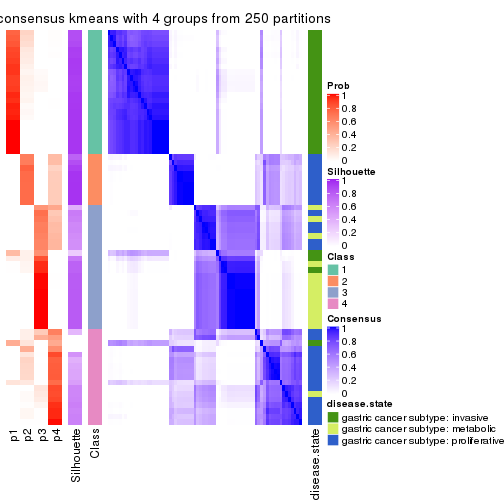 consensus kmeans with 4 groups from 250 partitions
Prob
1
0.8
0.6
0.4
0.2
0
Silhouette
1
0.8
0.6
0.4
0.2
0
Class
1
2
3
4
Consensus
1
0.8
0.6
0.4
0.2
0
disease.state
gastric cancer subtype: invasive
gastric cancer subtype: metabolic
gastric cancer subtype: proliferative
p1
p2
p3
p4
Silhouette
Class
disease.state